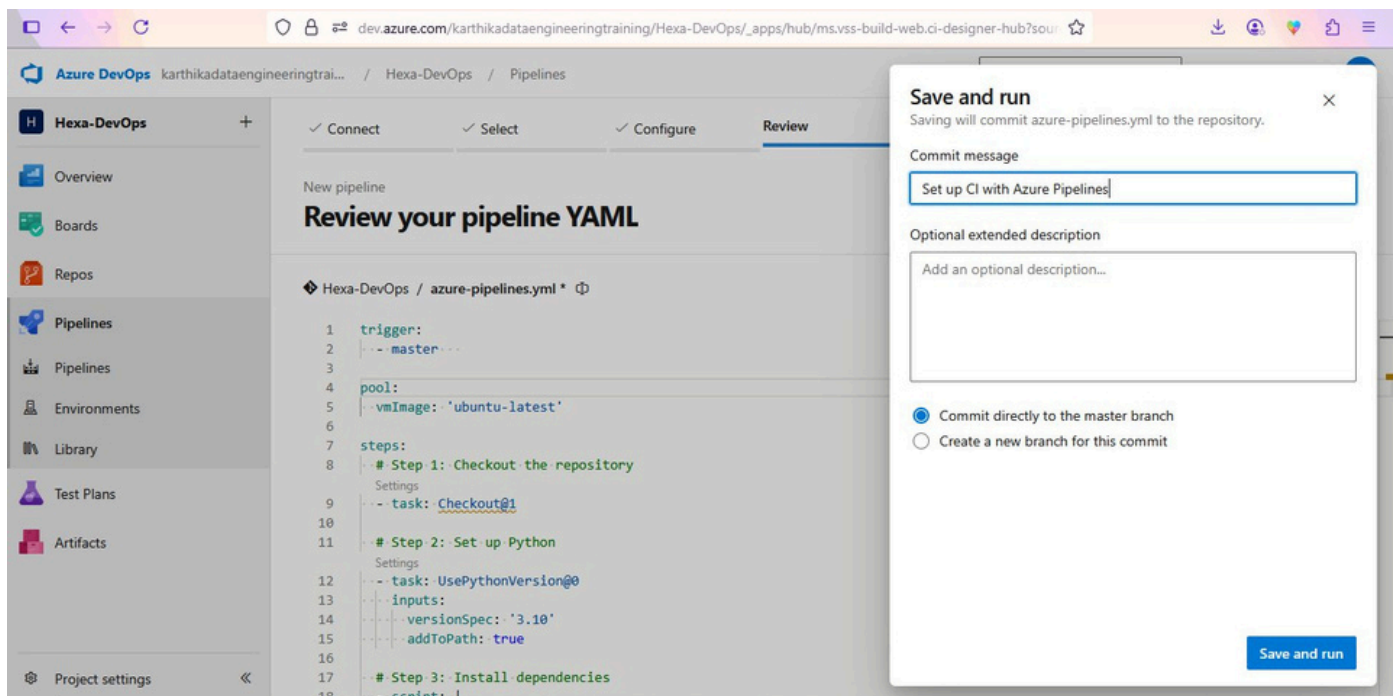 dev.azure.com/karthikadataengineeringtraining/Hexa-DevOps/_apps/hub/ms.vss-build-web.ci-designer-hub?sour
Azure DevOps karthikadataengineeringtrai... / Hexa-DevOps / Pipelines
H Hexa-DevOps +
Overview
Boards
Repos
Pipelines
Pipelines
Environments
Library
Test Plans
Artifacts
Project settings
Connect Select Configure Review
New pipeline
Review your pipeline YAML
Hexa-DevOps / azure-pipelines.yml *
1 trigger:
2 - master
3
4 pool:
5 vmImage: 'ubuntu-latest'
6
7 steps:
8 # Step 1: Checkout the repository
Settings
9 - task: Checkout@1
10
11 # Step 2: Set up Python
Settings
12 - task: UsePythonVersion@0
13 inputs:
14 versionSpec: '3.10'
15 addToPath: true
16
17 # Step 3: Install dependencies
18 - script: |
Save and run
Saving will commit azure-pipelines.yml to the repository.
Commit message
Set up CI with Azure Pipelines
Optional extended description
Add an optional description...
Commit directly to the master branch
Create a new branch for this commit
Save and run